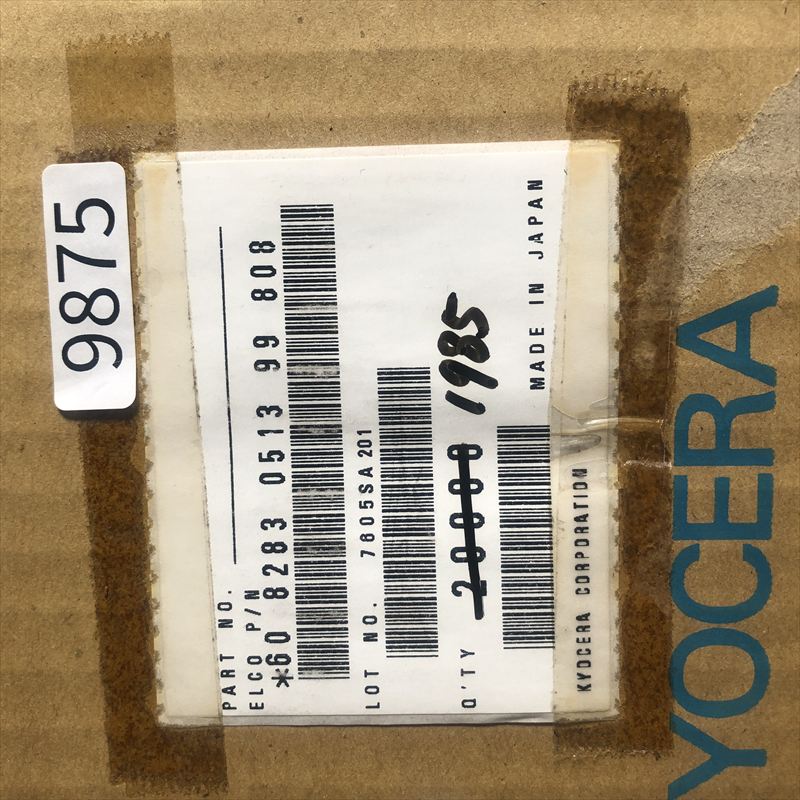 9875
PART NO.
ELCO P/N
*60 8283 0513 99 808
LOT NO. 7805SA201
Q'TY 20000 1985
MADE IN JAPAN
KYOCERA CORPORATION
YOCERA